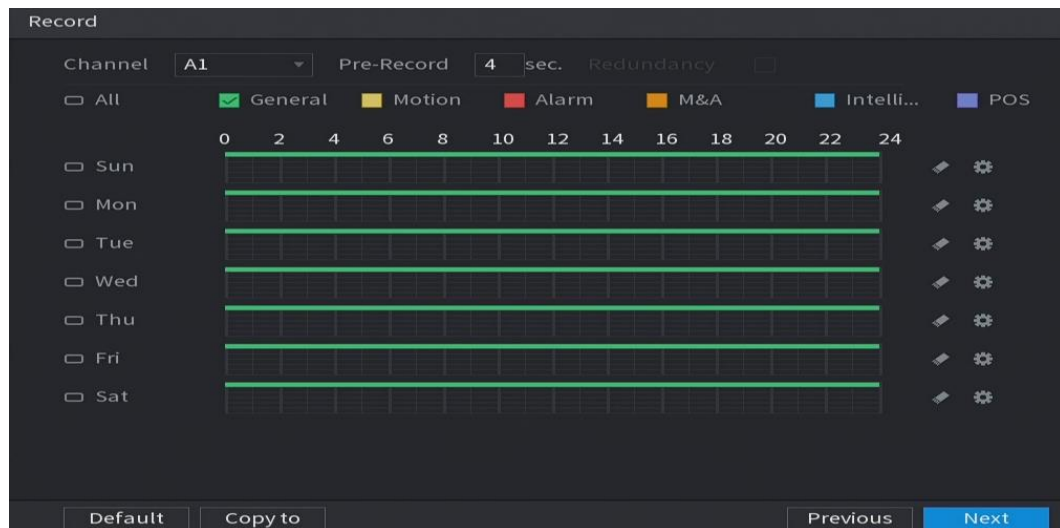 Record
Channel A1 Pre-Record 4 sec. Redundancy
All General Motion Alarm M&A Intelli... POS
0 2 4 6 8 10 12 14 16 18 20 22 24
Sun
Mon
Tue
Wed
Thu
Fri
Sat
Default Copy to Previous Next